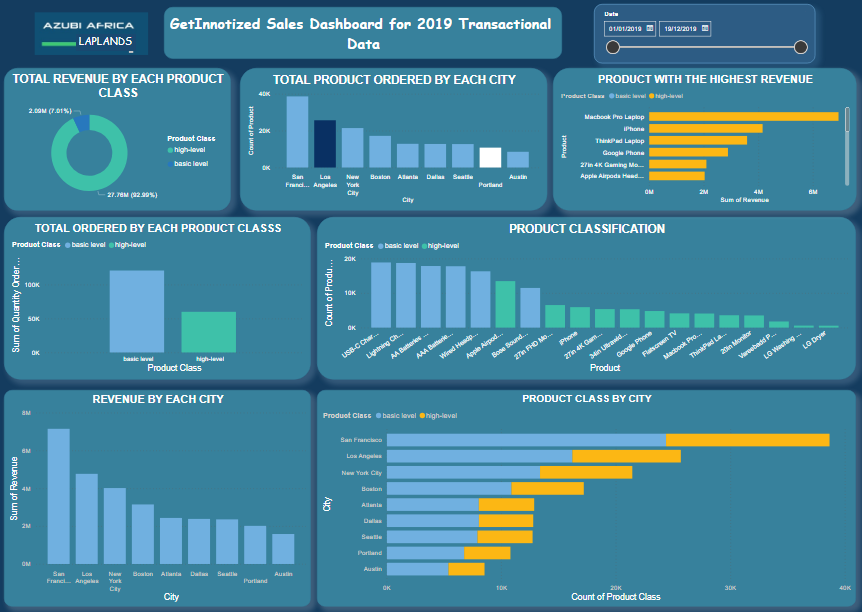 AZUBI AFRICA
LAPLANDS
GetInnotized Sales Dashboard for 2019 Transactional
Data
Date
01/01/2019
19/12/2019
TOTAL REVENUE BY EACH PRODUCT
CLASS
2.09M (7.01%)
27.76M (92.99%)
Product Class
high-level
basic level
TOTAL PRODUCT ORDERED BY EACH CITY
Count of Product
40K
20K
0K
San
Franci...
Los
Angeles
New
York
City
Boston
Atlanta
Dallas
Seattle
Portland
Austin
City
PRODUCT WITH THE HIGHEST REVENUE
Product Class basic level high-level
Product
Macbook Pro Laptop
iPhone
ThinkPad Laptop
Google Phone
27in 4K Gaming Mo...
Apple Airpods Head...
0M 2M 4M 6M
Sum of Revenue
TOTAL ORDERED BY EACH PRODUCT CLASSS
Product Class basic level high-level
Sum of Quantity Order...
100K
50K
0K
basic level high-level
Product Class
PRODUCT CLASSIFICATION
Product Class basic level high-level
Count of Produ...
20K
10K
0K
USB-C Char...
Lightning Ch...
AA Batteries ...
AAA Batterie...
Wired Headp...
Apple Airpod...
Bose Sound...
27in FHD Mo...
iPhone
27in 4K Gam...
34in Ultrawid...
Google Phone
Flatscreen TV
Macbook Pro...
ThinkPad La...
20in Monitor
Vareebadd P...
LG Washing ...
LG Dryer
Product
REVENUE BY EACH CITY
Sum of Revenue
8M
6M
4M
2M
0M
San
Franci...
Los
Angeles
New
York
City
Boston
Atlanta
Dallas
Seattle
Portland
Austin
City
PRODUCT CLASS BY CITY
Product Class basic level high-level
City
San Francisco
Los Angeles
New York City
Boston
Atlanta
Dallas
Seattle
Portland
Austin
0K 10K 20K 30K 40K
Count of Product Class